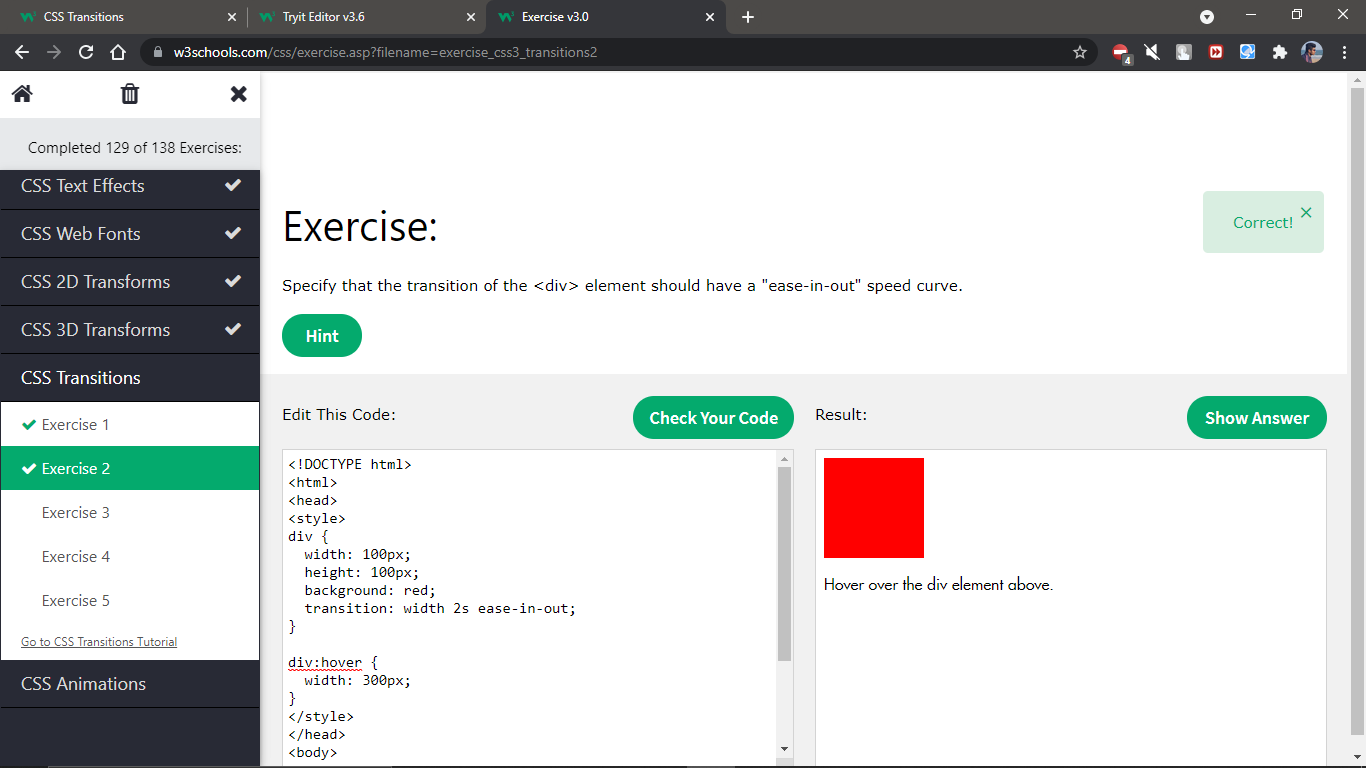 CSS Transitions
Tryit Editor v3.6
Exercise v3.0
w3schools.com/css/exercise.asp?filename=exercise_css3_transitions2
4
Completed 129 of 138 Exercises:
CSS Text Effects
CSS Web Fonts
CSS 2D Transforms
CSS 3D Transforms
CSS Transitions
Exercise 1
Exercise 2
Exercise 3
Exercise 4
Exercise 5
Go to CSS Transitions Tutorial
CSS Animations
Correct!
Exercise:
Specify that the transition of the <div> element should have a "ease-in-out" speed curve.
Hint
Edit This Code:
Check Your Code
<!DOCTYPE html>
<html>
<head>
<style>
div {
  width: 100px;
  height: 100px;
  background: red;
  transition: width 2s ease-in-out;
}

div:hover {
  width: 300px;
}
</style>
</head>
<body>
Result:
Show Answer
Hover over the div element above.